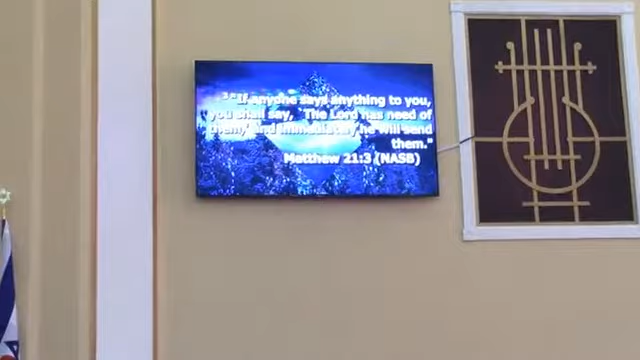 ³ "If anyone says anything to you,
you shall say, 'The Lord has need of
them,' and immediately he will send
them."
Matthew 21:3 (NASB)